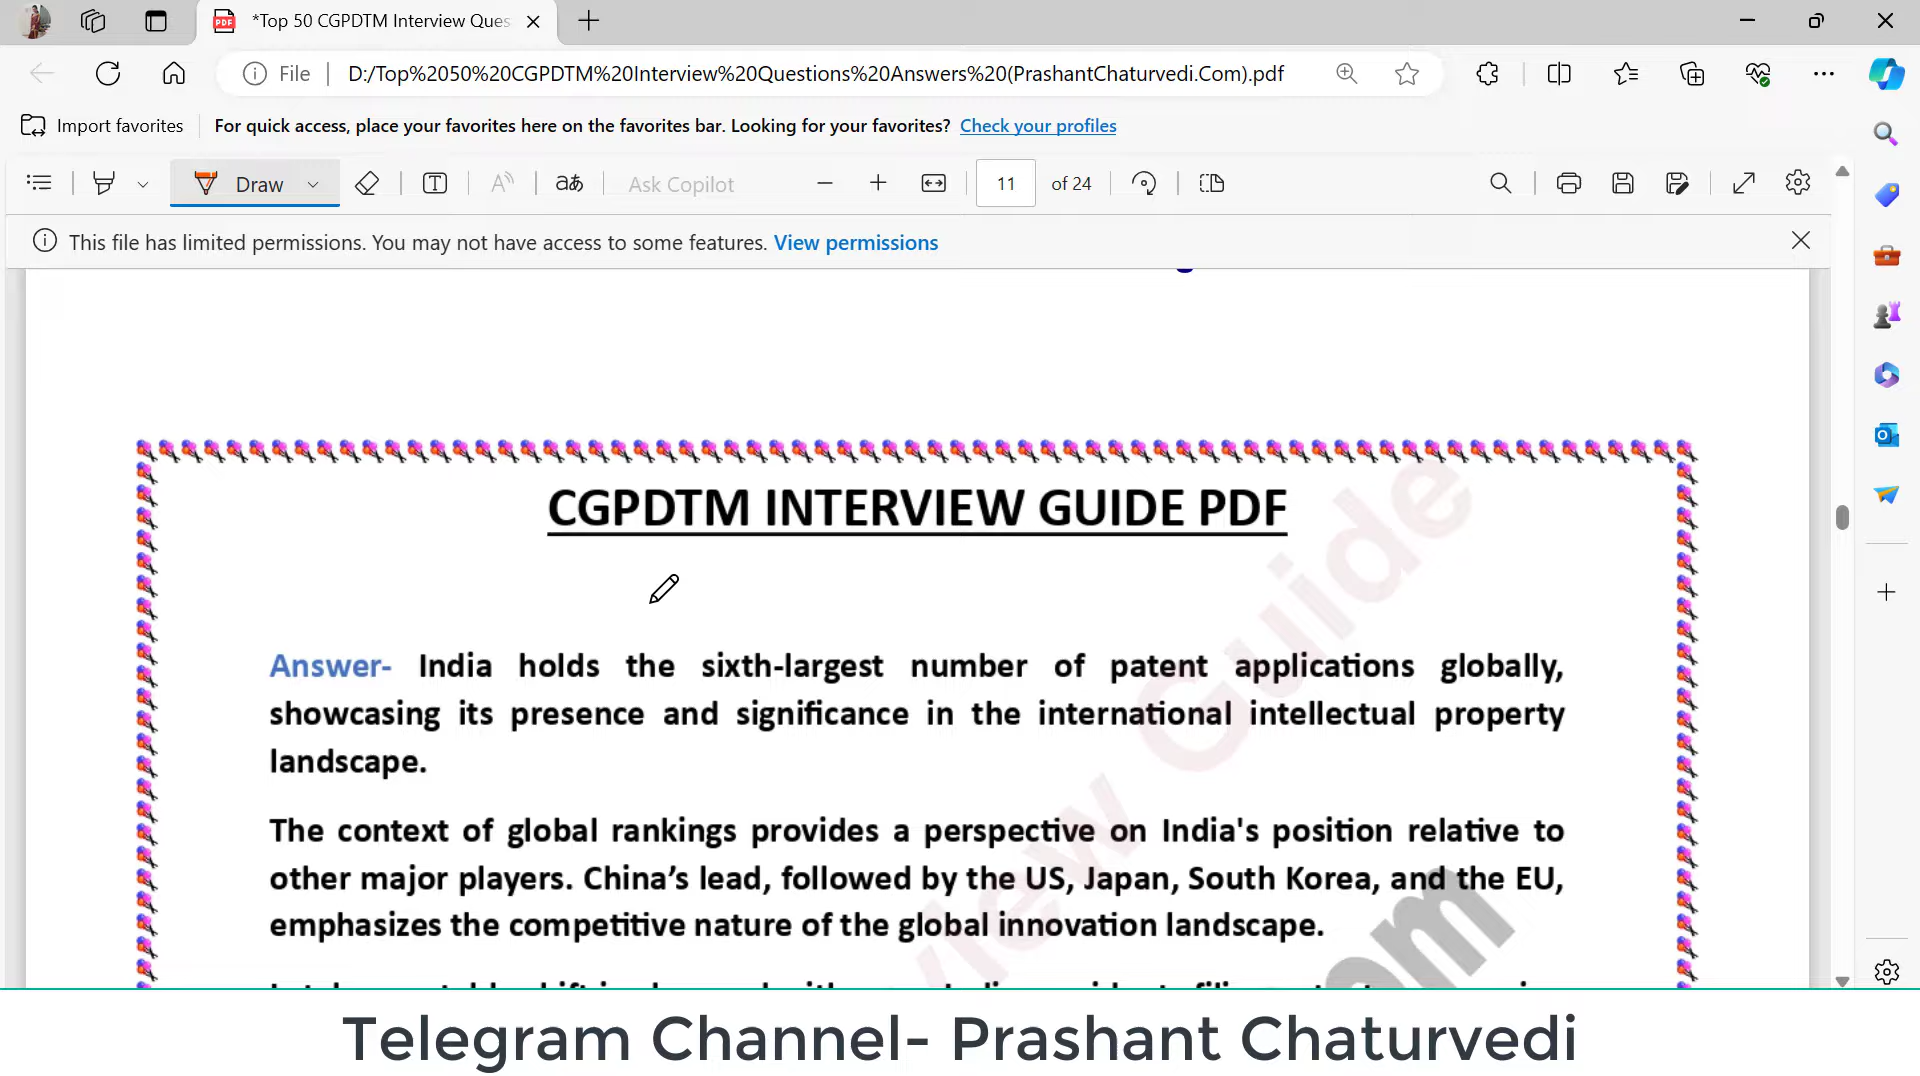 *Top 50 CGPDTM Interview Ques
File
D:/Top%2050%20CGPDTM%20Interview%20Questions%20Answers%20(PrashantChaturvedi.Com).pdf
Import favorites
For quick access, place your favorites here on the favorites bar. Looking for your favorites? Check your profiles
Draw
Ask Copilot
11 of 24
This file has limited permissions. You may not have access to some features. View permissions
CGPDTM INTERVIEW GUIDE PDF
Answer- India holds the sixth-largest number of patent applications globally,
showcasing its presence and significance in the international intellectual property
landscape.
The context of global rankings provides a perspective on India's position relative to
other major players. China’s lead, followed by the US, Japan, South Korea, and the EU,
emphasizes the competitive nature of the global innovation landscape.
Guide
Telegram Channel- Prashant Chaturvedi